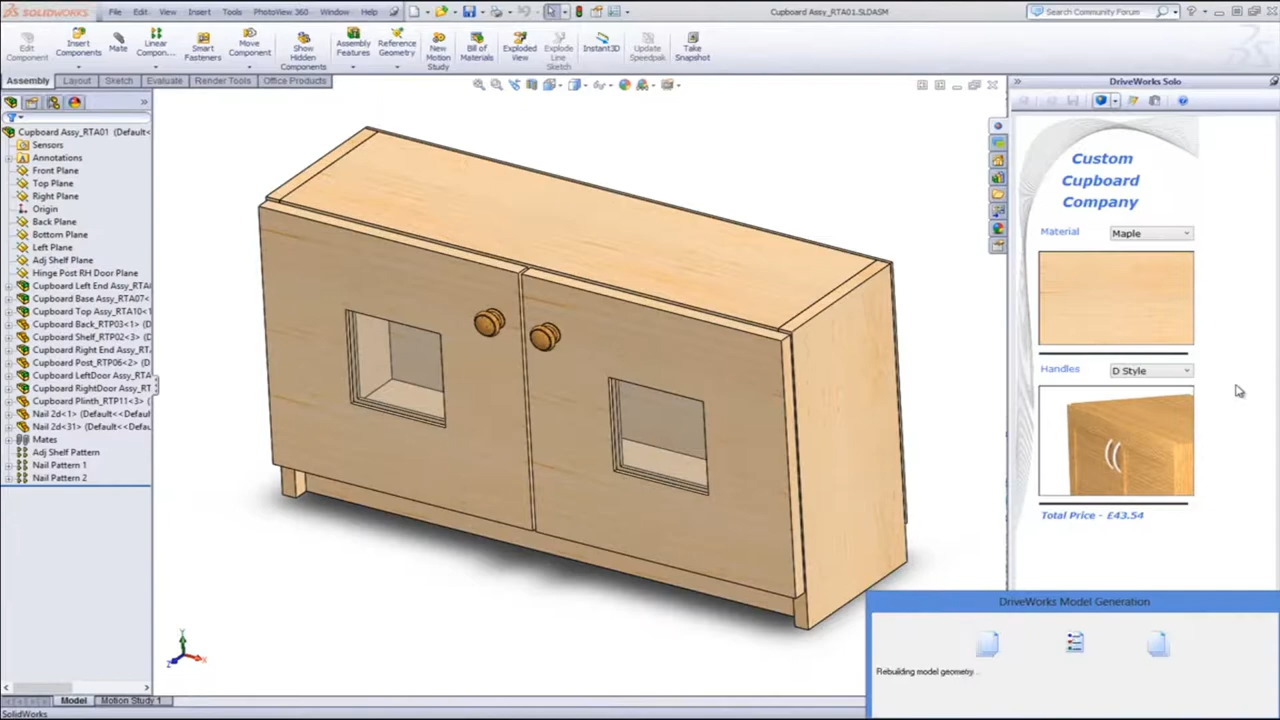 SOLIDWORKS File Edit View Insert Tools PhotoView 360 Window Help Cupboard Assy_RTA01.SLDASM Search Community Forum
Edit Component
Insert Components
Mate
Linear Compon...
Smart Fasteners
Move Component
Show Hidden Components
Assembly Features
Reference Geometry
New Motion Study
Bill of Materials
Exploded View
Explode Line Sketch
Instant3D
Update Speedpak
Take Snapshot
Assembly Layout Sketch Evaluate Render Tools Office Products
DriveWorks Solo
Cupboard Assy_RTA01 (Default<
Sensors
Annotations
Front Plane
Top Plane
Right Plane
Origin
Back Plane
Bottom Plane
Left Plane
Adj Shelf Plane
Hinge Post RH Door Plane
Cupboard Left End Assy_RTA
Cupboard Base Assy_RTA07<
Cupboard Top Assy_RTA10<1
Cupboard Back_RTP03<1> (D
Cupboard Shelf_RTP02<3> (D
Cupboard Right End Assy_RT
Cupboard Post_RTP06<2> (D
Cupboard LeftDoor Assy_RTA
Cupboard RightDoor Assy_RT
Cupboard Plinth_RTP11<3> (
Nail 2d<1> (Default<<Defaul
Nail 2d<31> (Default<<Defau
Mates
Adj Shelf Pattern
Nail Pattern 1
Nail Pattern 2
Custom
Cupboard
Company
Material Maple
Handles D Style
Total Price - £43.54
DriveWorks Model Generation
Rebuilding model geometry...
Model Motion Study 1
SolidWorks
Y
X
Z